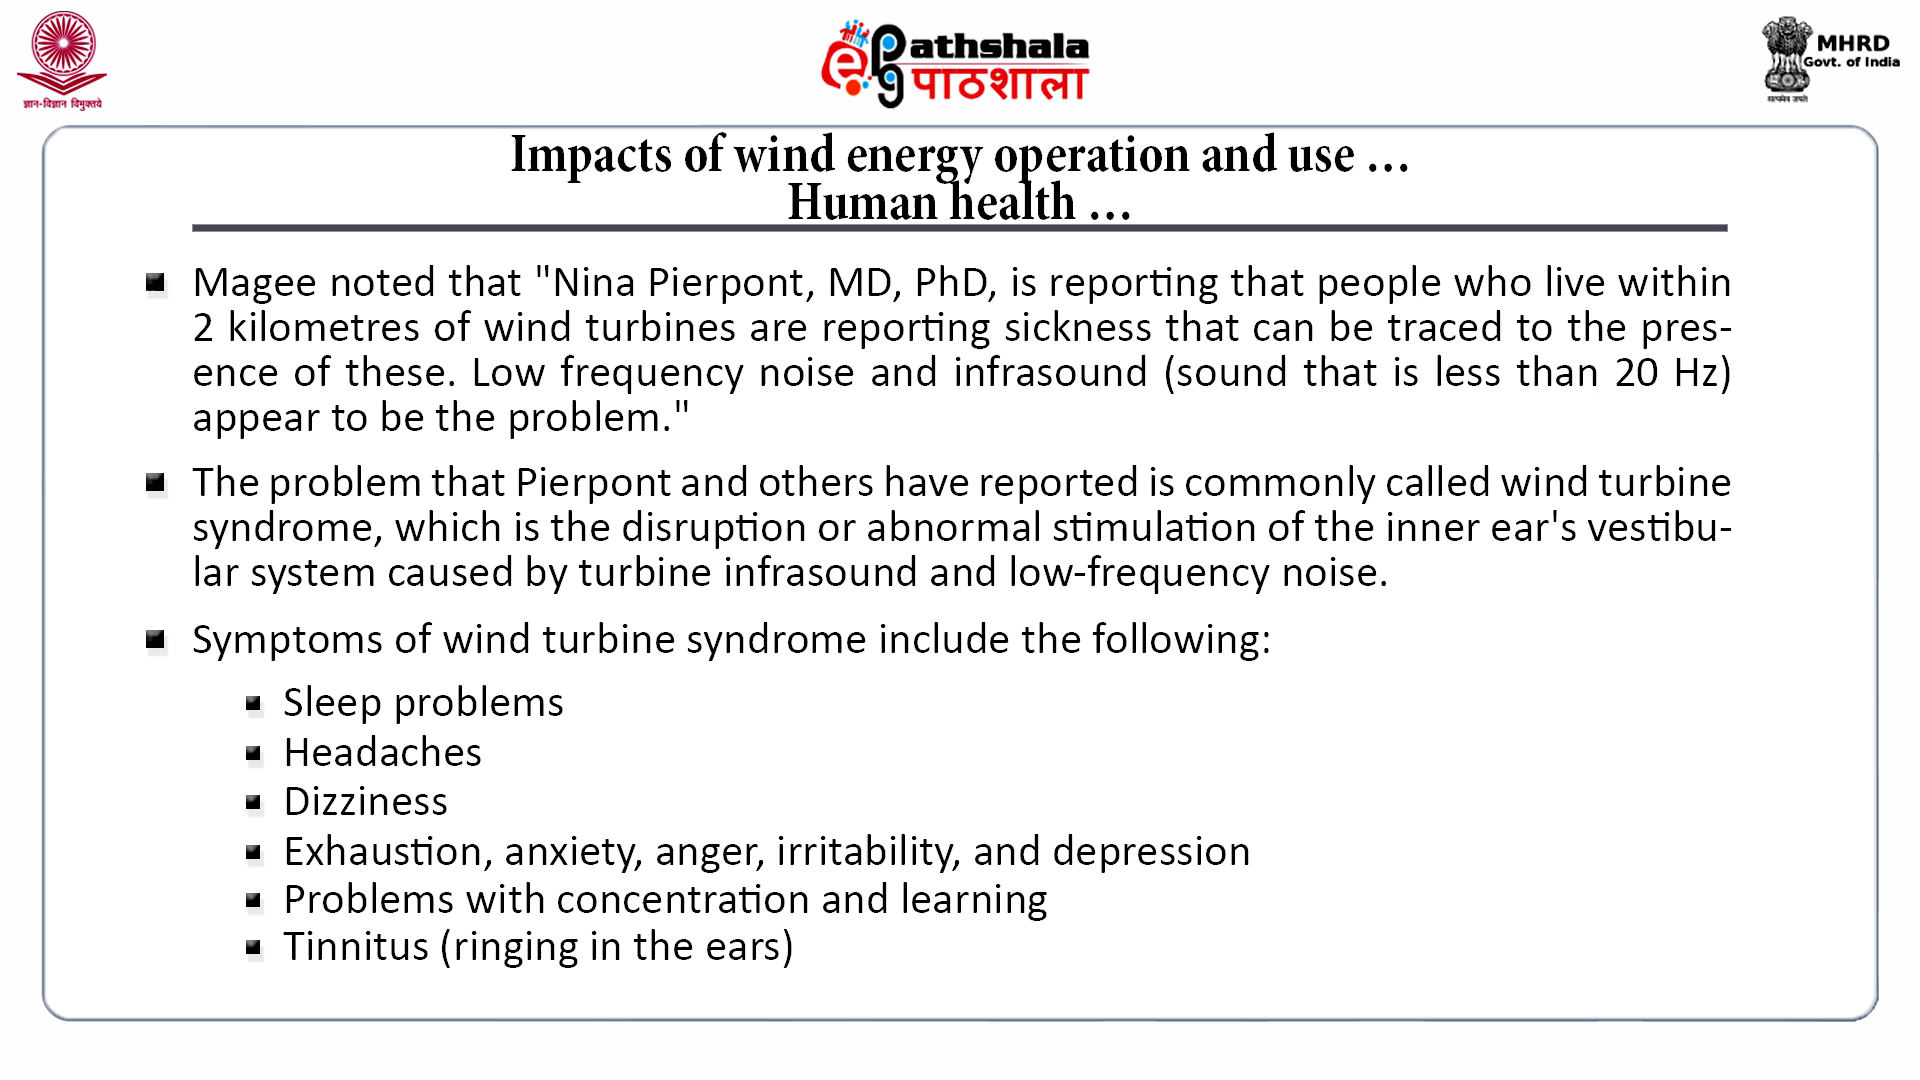 ज्ञान-विज्ञान विमुक्तये
e PG Pathshala
पाठशाला
MHRD
Govt. of India
सत्यमेव जयते
Impacts of wind energy operation and use ...
Human health ...
Magee noted that "Nina Pierpont, MD, PhD, is reporting that people who live within
2 kilometres of wind turbines are reporting sickness that can be traced to the pres-
ence of these. Low frequency noise and infrasound (sound that is less than 20 Hz)
appear to be the problem."
The problem that Pierpont and others have reported is commonly called wind turbine
syndrome, which is the disruption or abnormal stimulation of the inner ear's vestibu-
lar system caused by turbine infrasound and low-frequency noise.
Symptoms of wind turbine syndrome include the following:
Sleep problems
Headaches
Dizziness
Exhaustion, anxiety, anger, irritability, and depression
Problems with concentration and learning
Tinnitus (ringing in the ears)